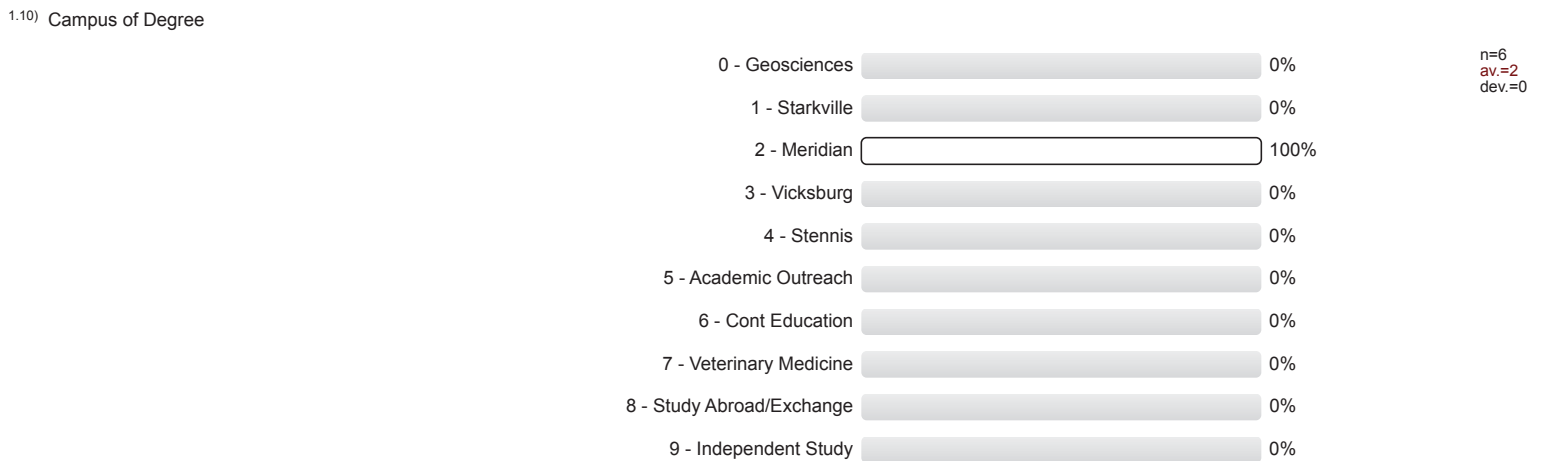 1.10) Campus of Degree
0 - Geosciences 0%
n=6
av.=2
dev.=0
1 - Starkville 0%
2 - Meridian 100%
3 - Vicksburg 0%
4 - Stennis 0%
5 - Academic Outreach 0%
6 - Cont Education 0%
7 - Veterinary Medicine 0%
8 - Study Abroad/Exchange 0%
9 - Independent Study 0%